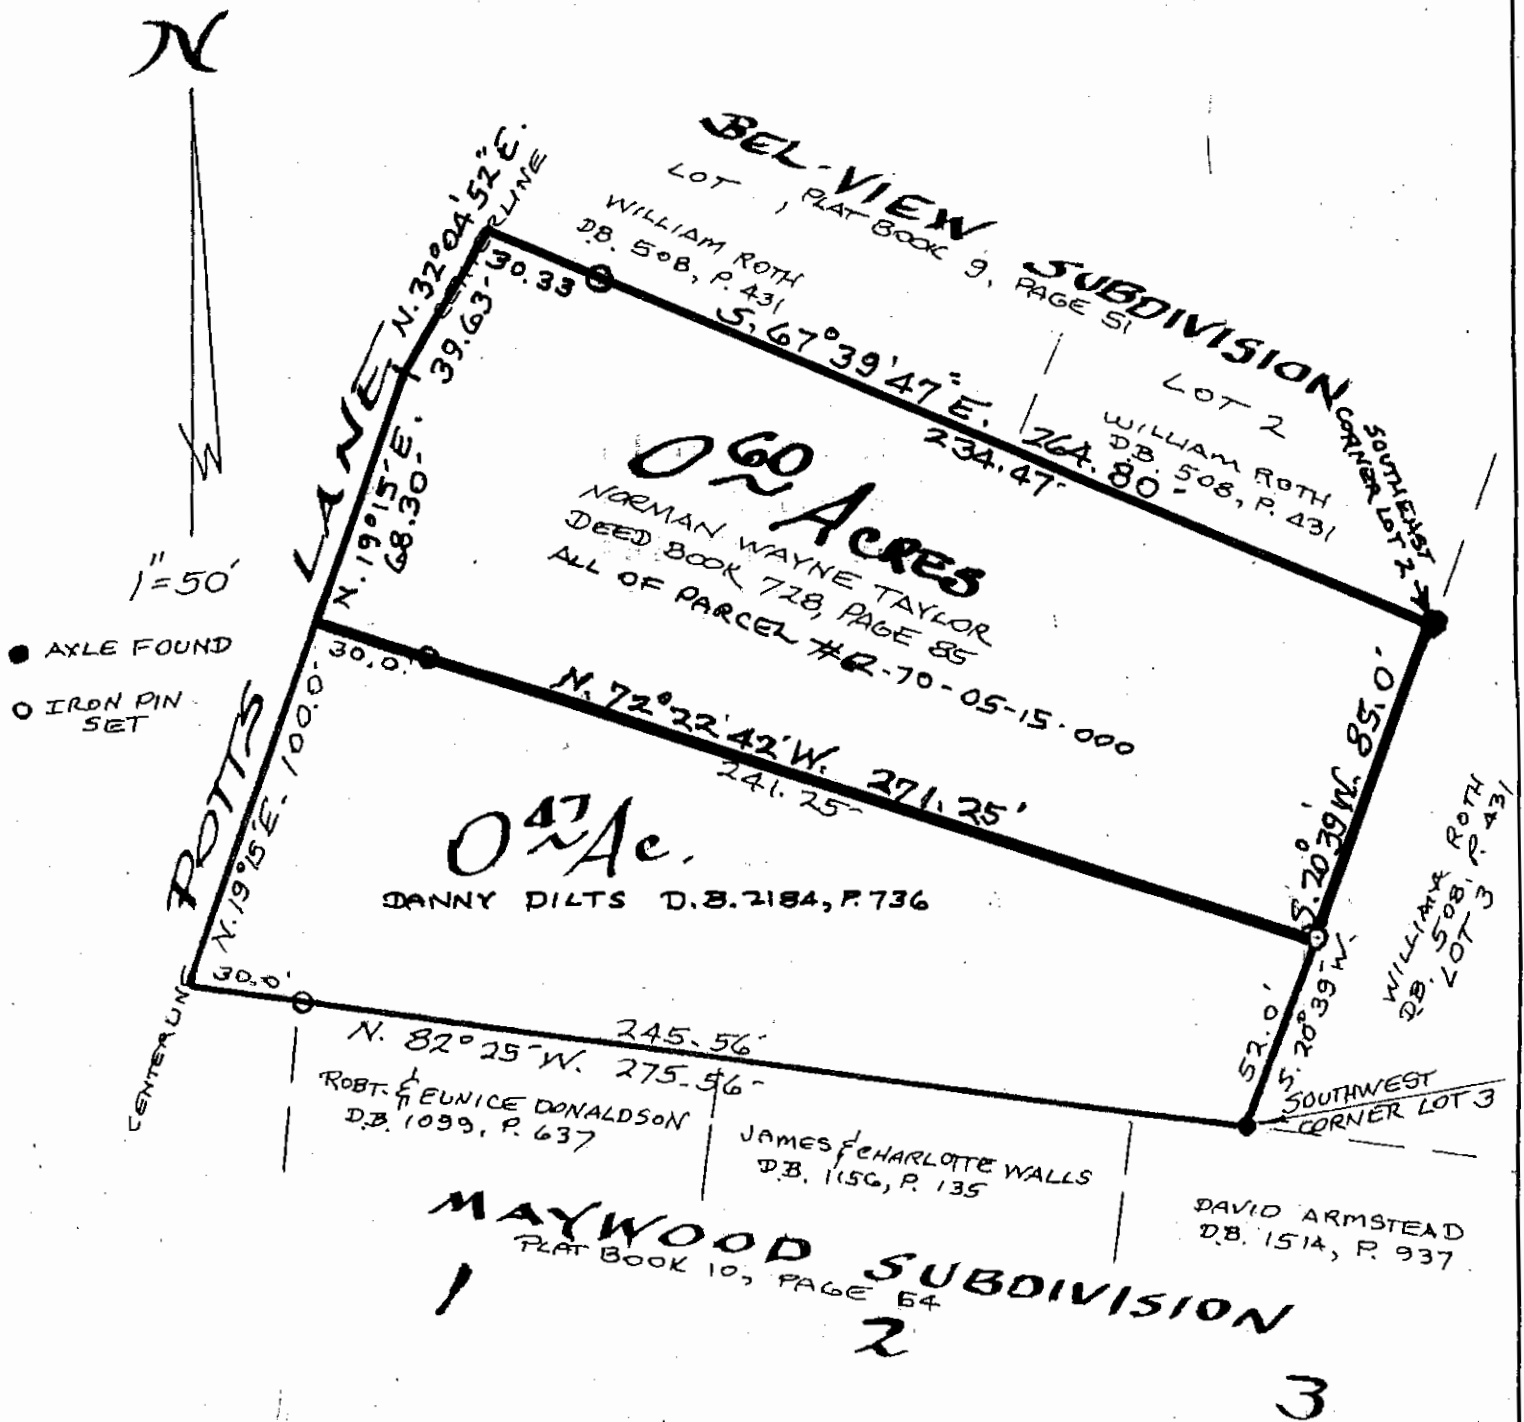 N
1"=50'
AXLE FOUND
IRON PIN
SET
POTTS LANE
N. 32°04'52" E.
CENTERLINE
39.63'
N. 19°15' E.
68.30'
N. 19°15' E. 100.0'
CENTERLINE
BEL-VIEW SUBDIVISION
PLAT BOOK 9, PAGE 51
LOT
WILLIAM ROTH
D.B. 508, P. 431
LOT 2
WILLIAM ROTH
D.B. 508, P. 431
SOUTHEAST
CORNER LOT 2
30.33
S. 67°39'47" E. 264.80'
234.47'
0 60 ACRES
NORMAN WAYNE TAYLOR
DEED BOOK 728, PAGE 85
ALL OF PARCEL #Q-70-05-15.000
S. 20°39' W. 85.0'
30.0'
N. 72°22'42" W. 271.25'
241.25'
0 47 Ac.
DANNY DILTS D.B. 2184, P. 736
WILLIAM ROTH
D.B. 508, P. 431
LOT 3
52.0'
S. 20°39' W.
SOUTHWEST
CORNER LOT 3
30.0'
245.56'
N. 82°25' W. 275.56'
ROBT. & EUNICE DONALDSON
D.B. 1099, P. 637
JAMES & CHARLOTTE WALLS
D.B. 1156, P. 135
DAVID ARMSTEAD
D.B. 1514, P. 937
MAYWOOD SUBDIVISION
PLAT BOOK 10, PAGE 64
1
2
3